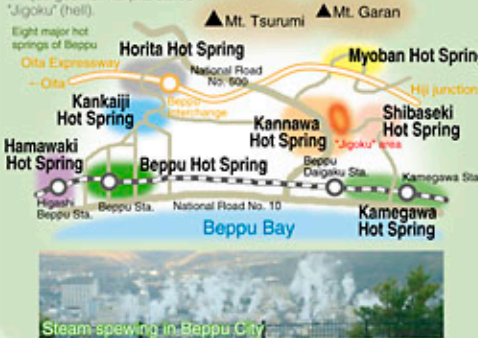 "Jigoku" (hell).
Eight major hot
springs of Beppu
▲Mt. Tsurumi
▲Mt. Garan
Horita Hot Spring
Myoban Hot Spring
Oita Expressway
National Road
No. 500
←Oita
Hiji junction
Kankaiji
Hot Spring
Beppu
Interchange
Kannawa
Hot Spring
Shibaseki
Hot Spring
"Jigoku" area
Hamawaki
Hot Spring
Beppu Hot Spring
Beppu
Daigaku Sta.
Kamegawa Sta.
Higashi
Beppu Sta.
Beppu Sta.
National Road No. 10
Kamegawa
Hot Spring
Beppu Bay
Steam spewing in Beppu City